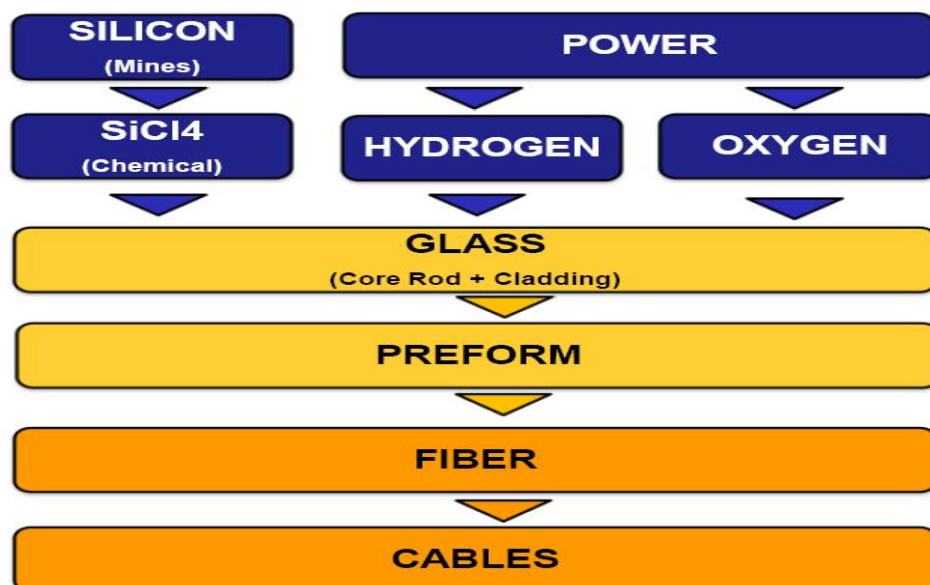 SILICON
(Mines)
POWER
SiCl4
(Chemical)
HYDROGEN
OXYGEN
GLASS
(Core Rod + Cladding)
PREFORM
FIBER
CABLES